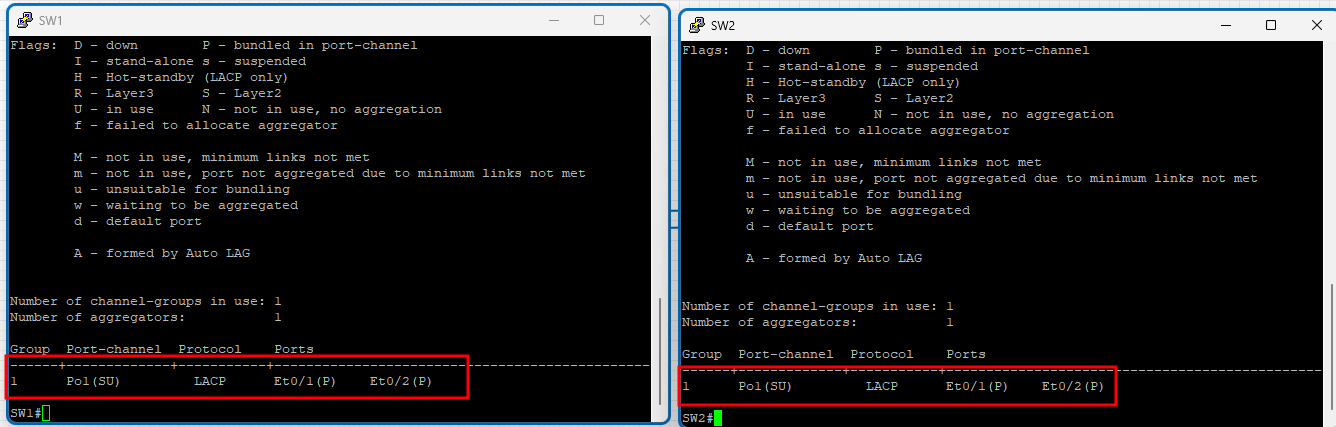 SW1
Flags:  D - down        P - bundled in port-channel
        I - stand-alone s - suspended
        H - Hot-standby (LACP only)
        R - Layer3      S - Layer2
        U - in use      N - not in use, no aggregation
        f - failed to allocate aggregator
        M - not in use, minimum links not met
        m - not in use, port not aggregated due to minimum links not met
        u - unsuitable for bundling
        w - waiting to be aggregated
        d - default port
        A - formed by Auto LAG
Number of channel-groups in use: 1
Number of aggregators:           1
Group  Port-channel  Protocol    Ports
------+-------------+-----------+-----------------------------------------------
1      Po1(SU)         LACP      Et0/1(P)    Et0/2(P)
SW1#
SW2
Flags:  D - down        P - bundled in port-channel
        I - stand-alone s - suspended
        H - Hot-standby (LACP only)
        R - Layer3      S - Layer2
        U - in use      N - not in use, no aggregation
        f - failed to allocate aggregator
        M - not in use, minimum links not met
        m - not in use, port not aggregated due to minimum links not met
        u - unsuitable for bundling
        w - waiting to be aggregated
        d - default port
        A - formed by Auto LAG
Number of channel-groups in use: 1
Number of aggregators:           1
Group  Port-channel  Protocol    Ports
------+-------------+-----------+-----------------------------------------------
1      Po1(SU)         LACP      Et0/1(P)    Et0/2(P)
SW2#